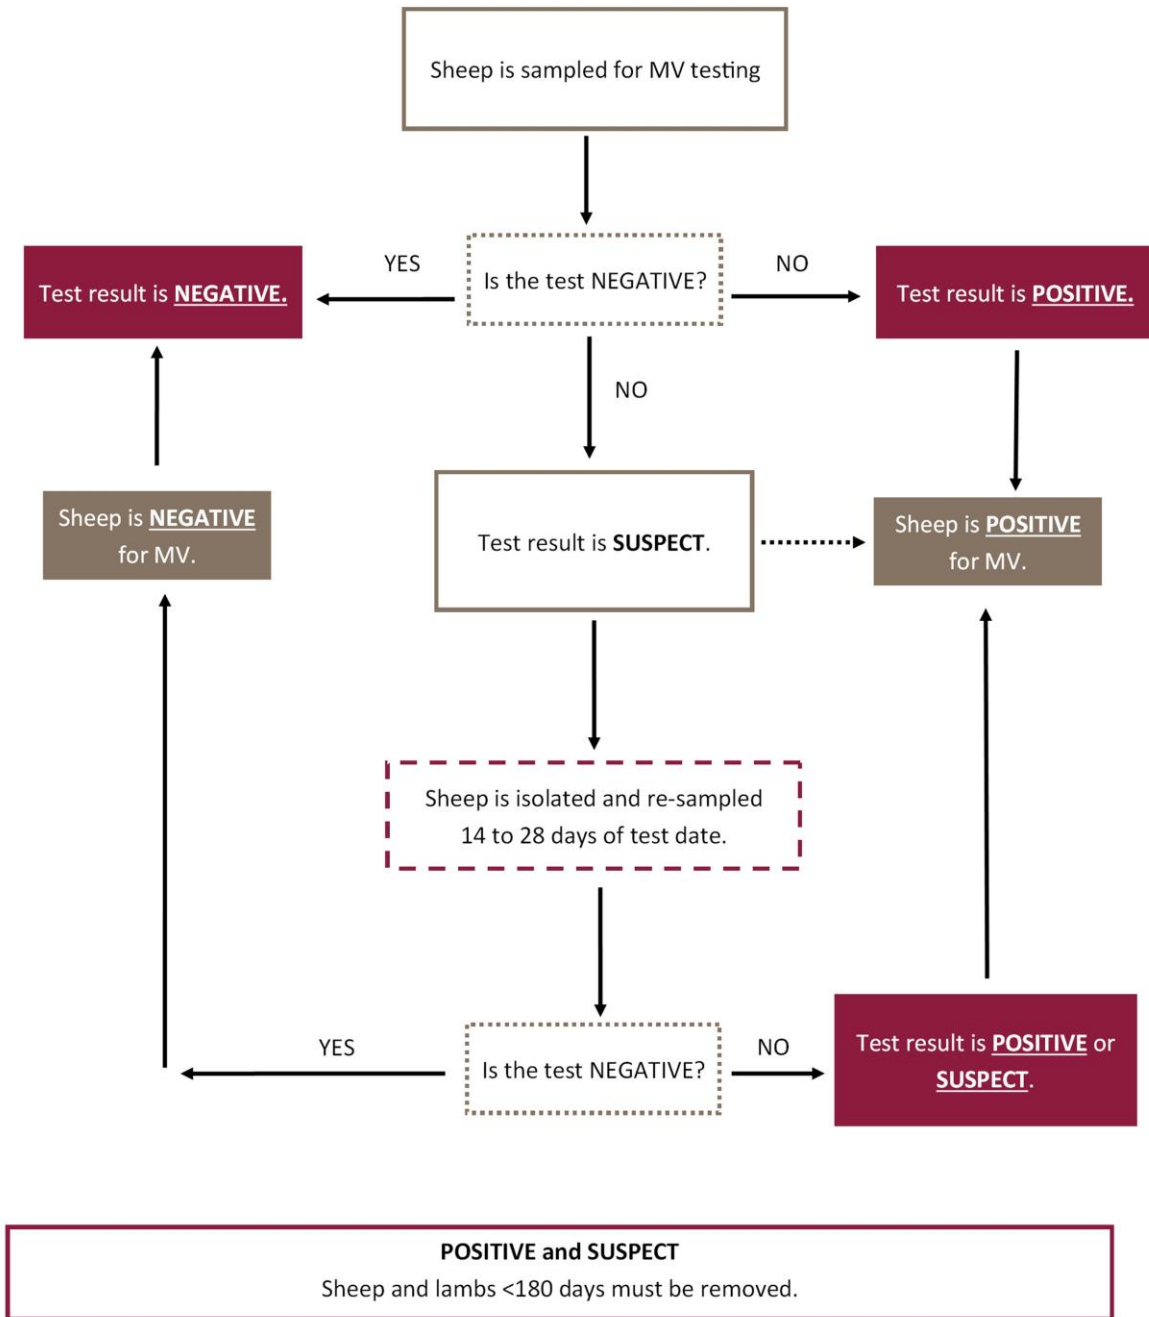 Sheep is sampled for MV testing
YES
Is the test NEGATIVE?
NO
Test result is NEGATIVE.
Test result is POSITIVE.
NO
Sheep is NEGATIVE
for MV.
Test result is SUSPECT.
Sheep is POSITIVE
for MV.
Sheep is isolated and re-sampled
14 to 28 days of test date.
YES
Is the test NEGATIVE?
NO
Test result is POSITIVE or
SUSPECT.
POSITIVE and SUSPECT
Sheep and lambs <180 days must be removed.